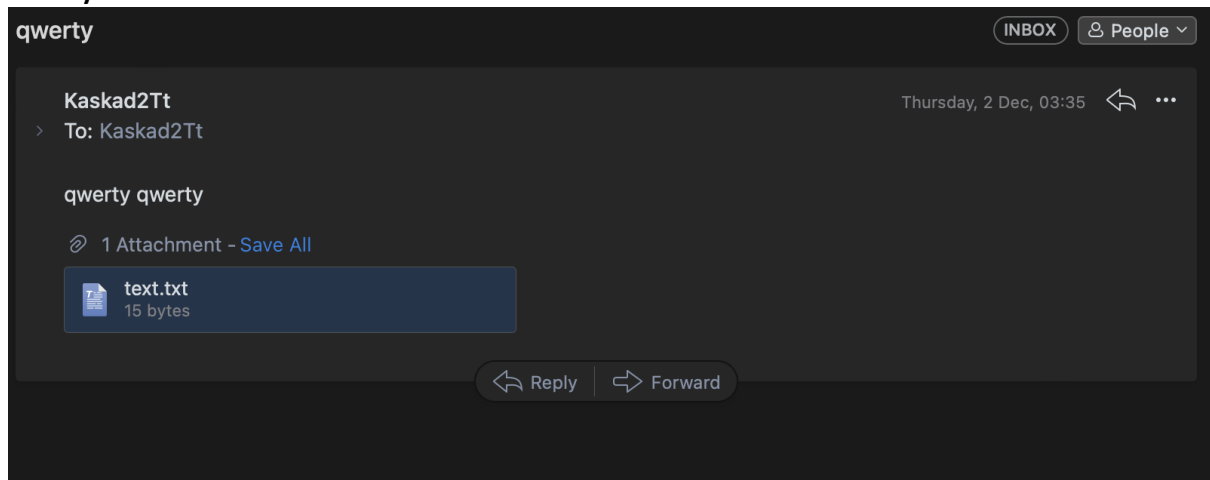 qwerty
INBOX
People
Kaskad2Tt
Thursday, 2 Dec, 03:35
To: Kaskad2Tt
qwerty qwerty
1 Attachment - Save All
text.txt
15 bytes
Reply
Forward